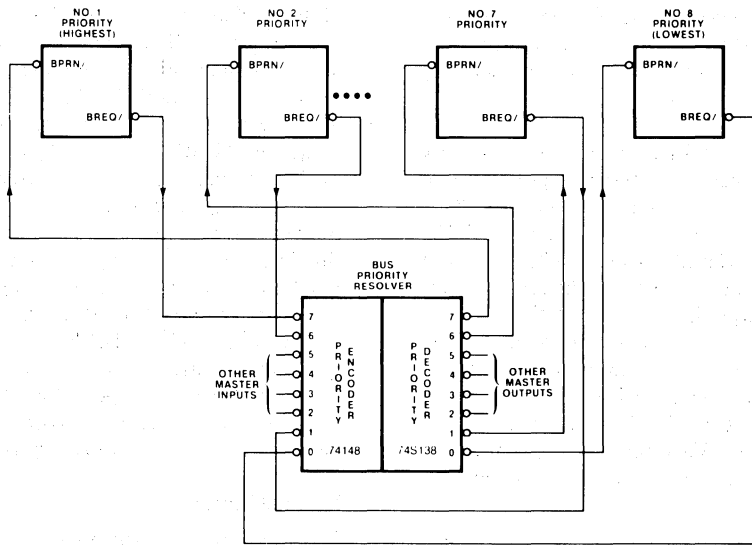 NO. 1
PRIORITY
(HIGHEST)
NO. 2
PRIORITY
NO. 7
PRIORITY
NO. 8
PRIORITY
(LOWEST)
BPRN/
BREQ/
BPRN/
BREQ/
BPRN/
BREQ/
BPRN/
BREQ/
BUS
PRIORITY
RESOLVER
7
6
5
4
3
2
1
0
OTHER
MASTER
INPUTS
PRIORITY
ENCODER
74148
PRIORITY
DECODER
74S138
7
6
5
4
3
2
1
0
OTHER
MASTER
OUTPUTS